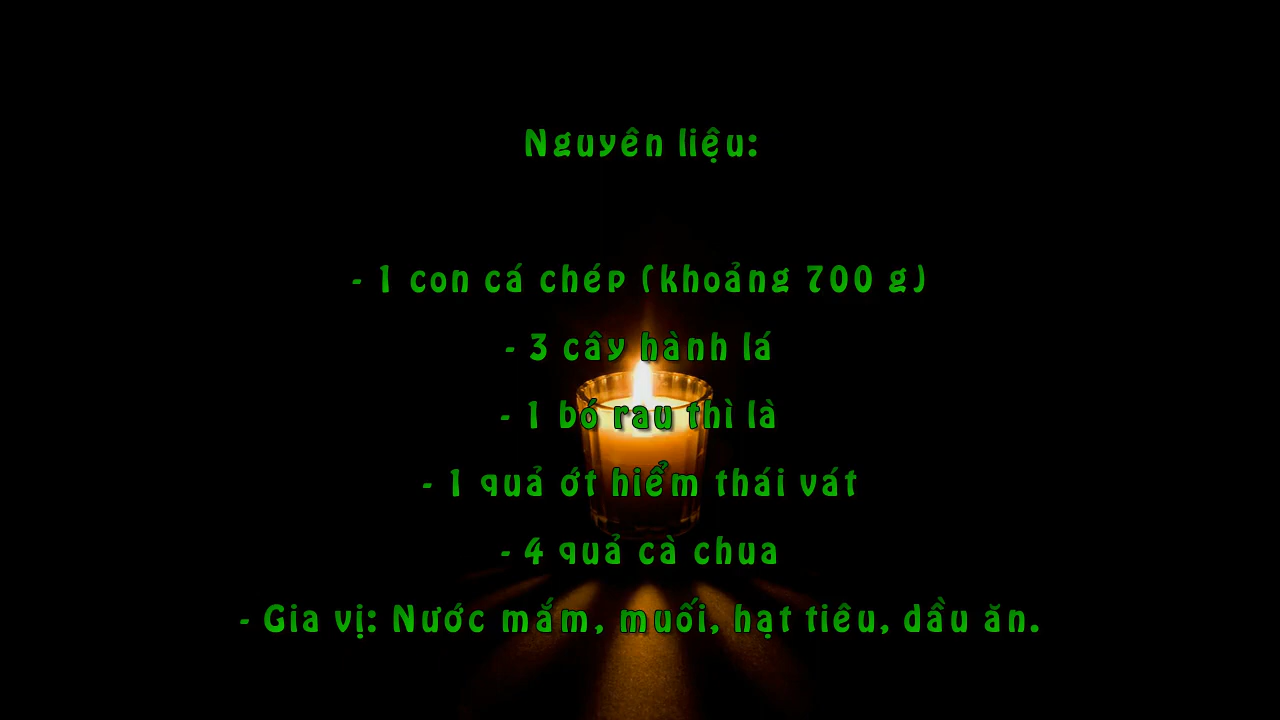 Nguyên liệu:
- 1 con cá chép (khoảng 700 g)
- 3 cây hành lá
- 1 bó rau thì là
- 1 quả ớt hiểm thái vát
- 4 quả cà chua
- Gia vị: Nước mắm, muối, hạt tiêu, dầu ăn.